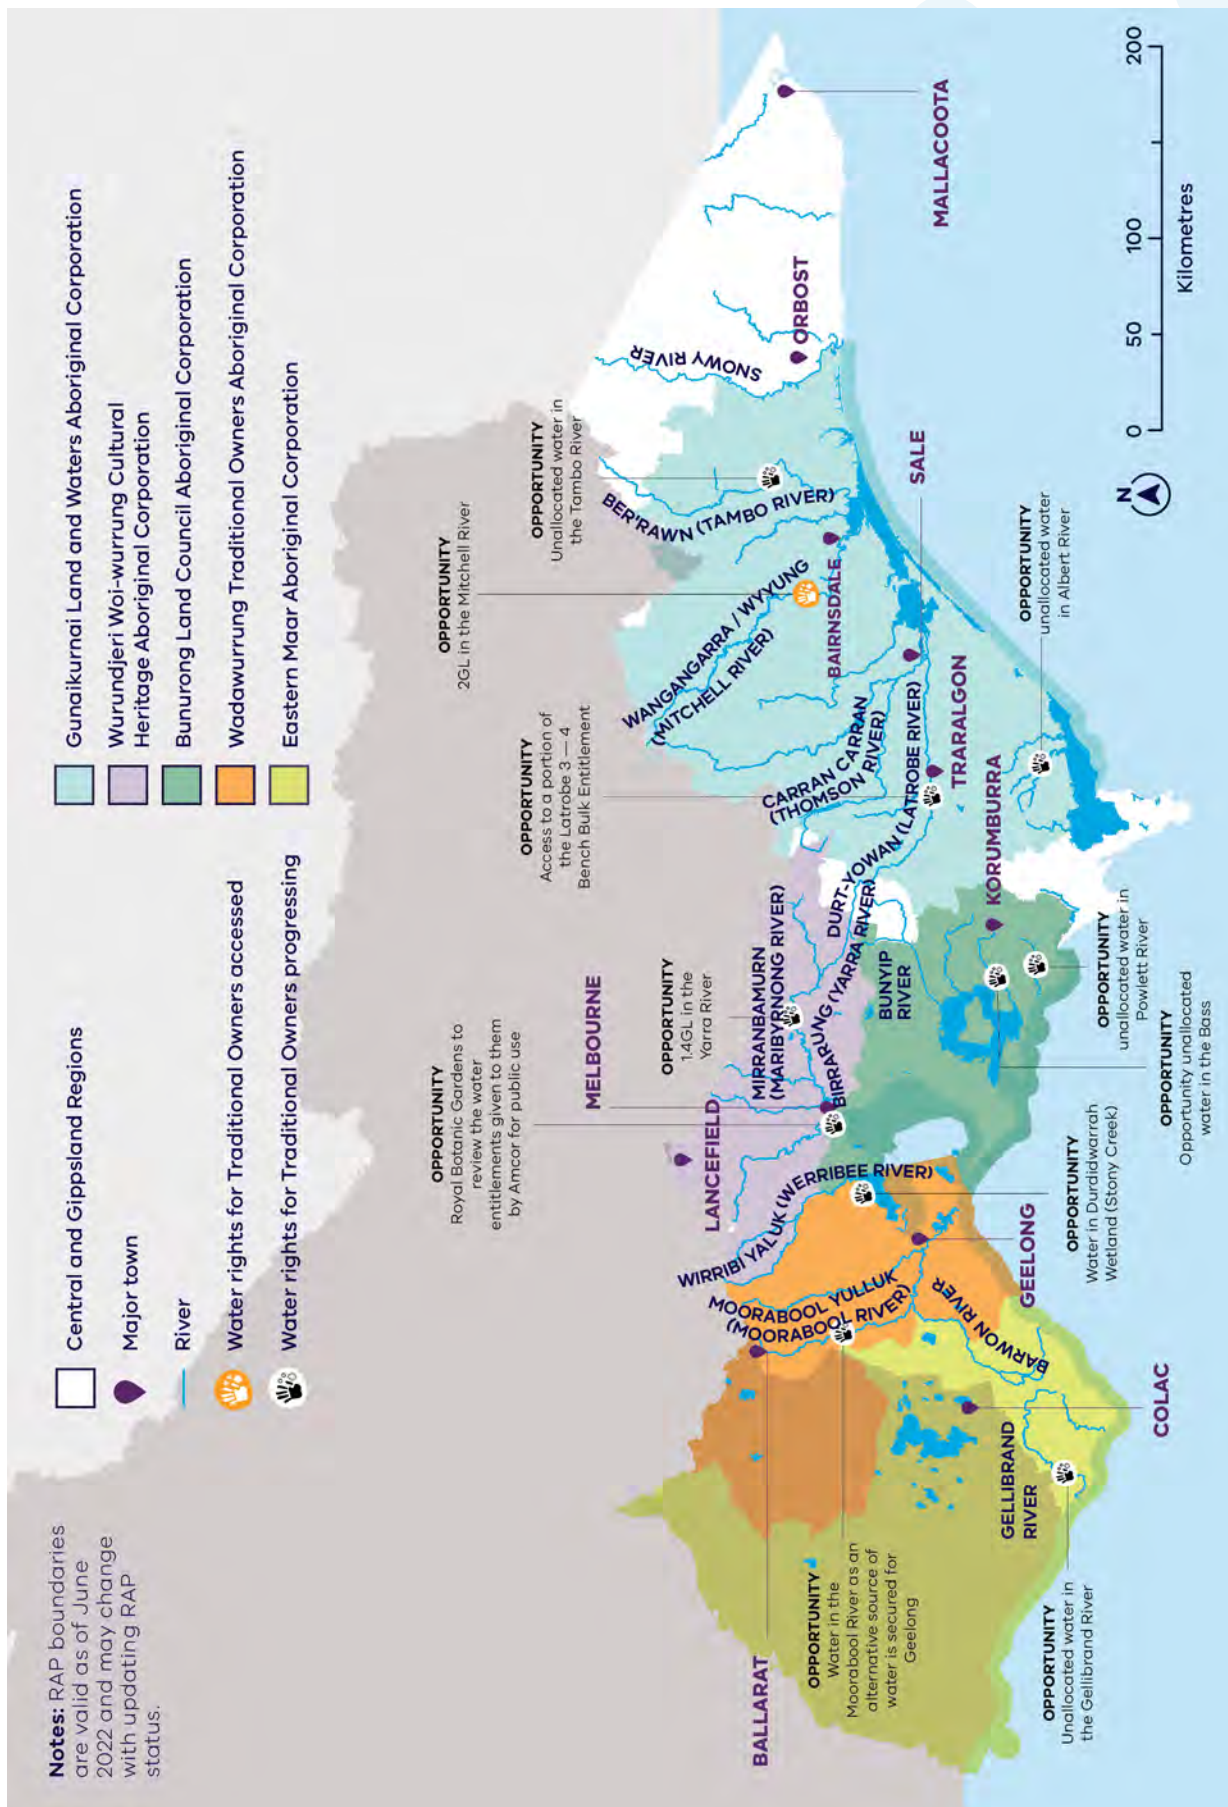 Notes: RAP boundaries
are valid as of June
2022 and may change
with updating RAP
status.
Central and Gippsland Regions
Major town
River
Water rights for Traditional Owners accessed
Water rights for Traditional Owners progressing
Gunaikurnai Land and Waters Aboriginal Corporation
Wurundjeri Woi-wurrung Cultural
Heritage Aboriginal Corporation
Bunurong Land Council Aboriginal Corporation
Wadawurrung Traditional Owners Aboriginal Corporation
Eastern Maar Aboriginal Corporation
OPPORTUNITY
Royal Botanic Gardens to
review the water
entitlements given to them
by Amcor for public use
OPPORTUNITY
2GL in the Mitchell River
OPPORTUNITY
Access to a portion of
the Latrobe 3 — 4
Bench Bulk Entitlement
OPPORTUNITY
Unallocated water in
the Tambo River
MELBOURNE
OPPORTUNITY
1.4GL in the
Yarra River
LANCEFIELD
WIRRIBI YALUK (WERRIBEE RIVER)
MOORABOOL YULLUK
(MOORABOOL RIVER)
MIRRANBAMURN
(MARIBYRNONG RIVER)
BIRRARUNG (YARRA RIVER)
DURT-YOWAN (LATROBE RIVER)
CARRAN CARRAN
(THOMSON RIVER)
WANGANGARRA / WYYUNG
(MITCHELL RIVER)
BER'RAWN (TAMBO RIVER)
SNOWY RIVER
ORBOST
MALLACOOTA
BAIRNSDALE
SALE
TRARALGON
KORUMBURRA
BUNYIP
RIVER
BALLARAT
OPPORTUNITY
Water in the
Moorabool River as an
alternative source of
water is secured for
Geelong
BARWON RIVER
GEELONG
GELLIBRAND
RIVER
COLAC
OPPORTUNITY
Unallocated water in
the Gellibrand River
OPPORTUNITY
Water in Durdidwarrah
Wetland (Stony Creek)
OPPORTUNITY
Opportunity unallocated
water in the Bass
OPPORTUNITY
unallocated water in
Powlett River
OPPORTUNITY
unallocated water
in Albert River
N
0 50 100 200
Kilometres